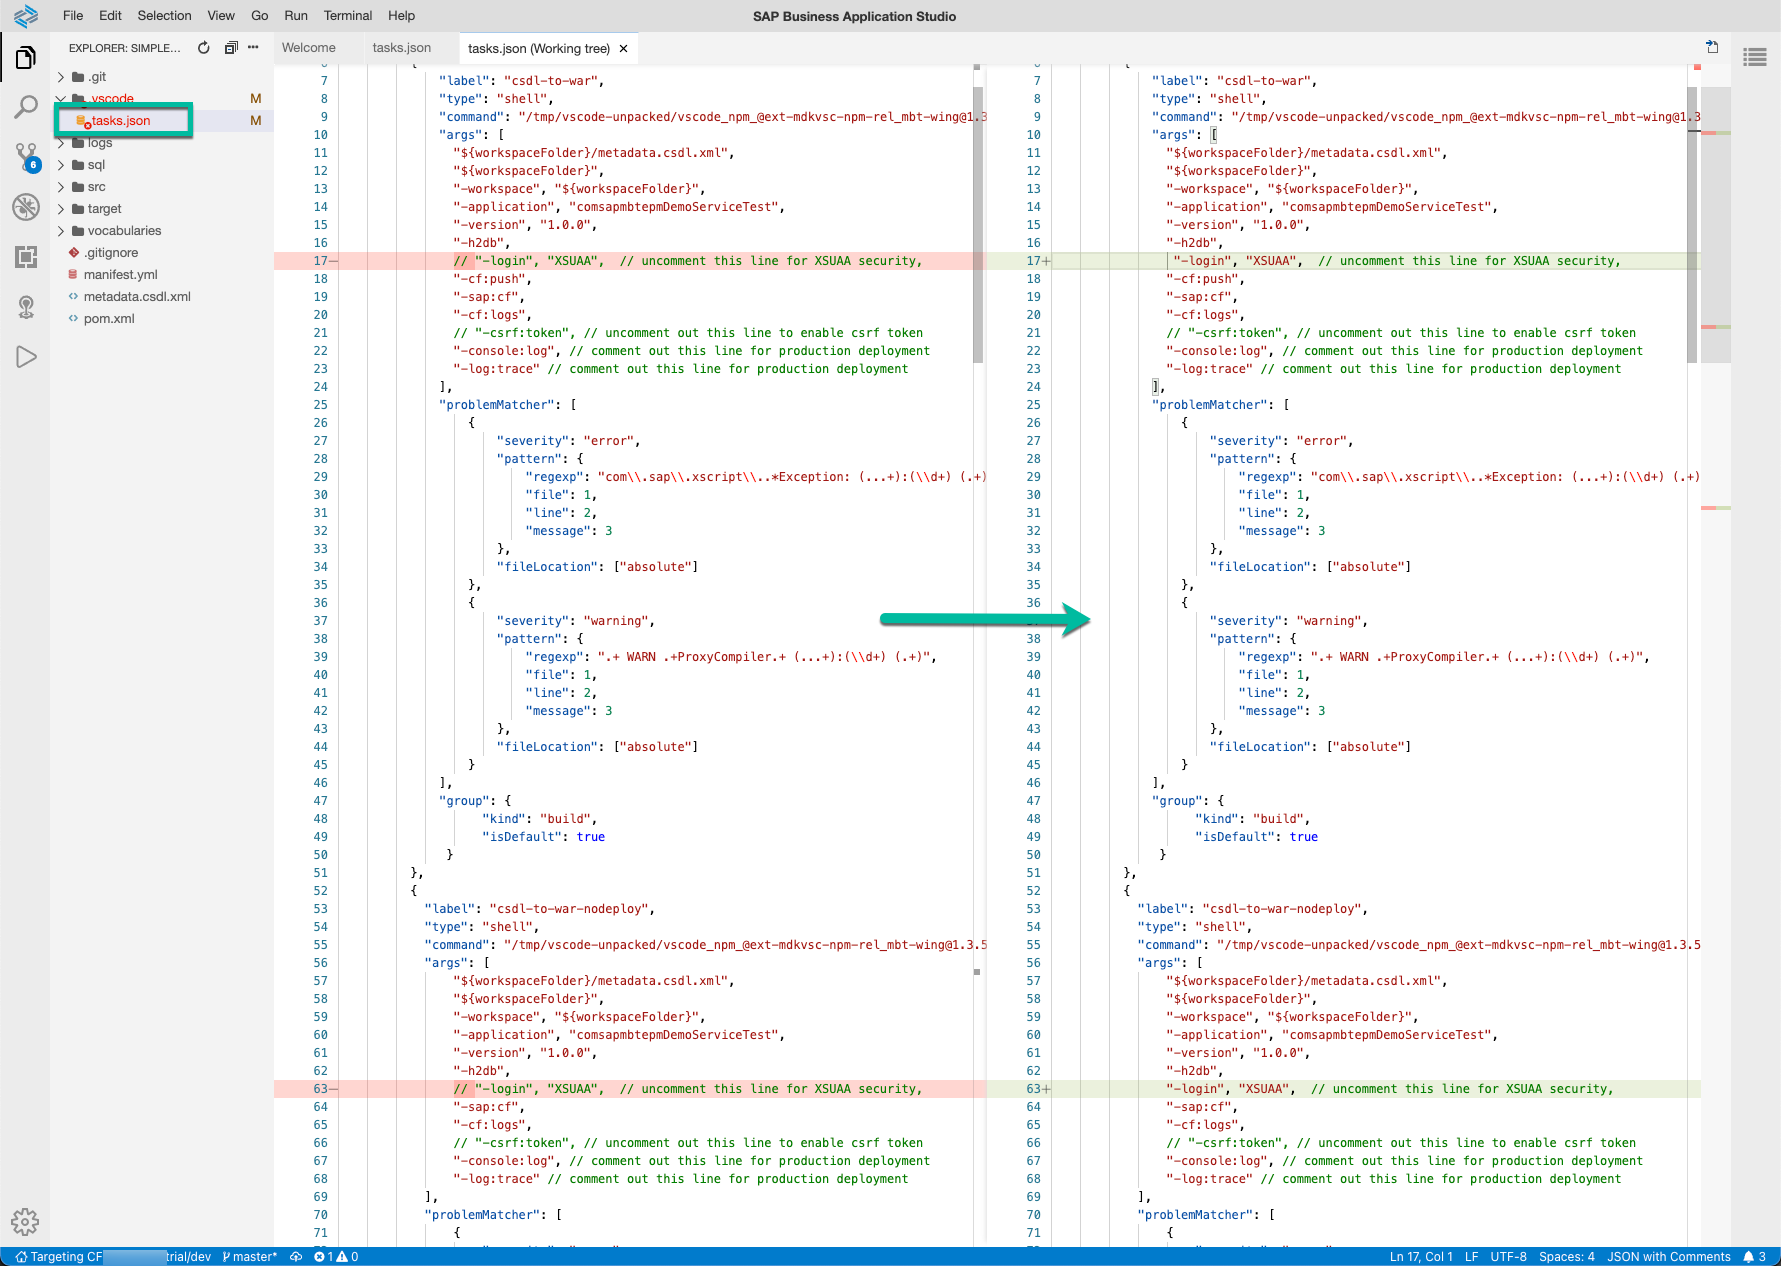 File Edit Selection View Go Run Terminal Help
SAP Business Application Studio
EXPLORER: SIMPLE...
Welcome tasks.json tasks.json (Working tree)
.git
.vscode M
tasks.json M
logs
sql
src
target
vocabularies
.gitignore
manifest.yml
metadata.csdl.xml
pom.xml
6
7 "label": "csdl-to-war",
8 "type": "shell",
9 "command": "/tmp/vscode-unpacked/vscode_npm_@ext-mdkvsc-npm-rel_mbt-wing@1.3
10 "args": [
11 "${workspaceFolder}/metadata.csdl.xml",
12 "${workspaceFolder}",
13 "-workspace", "${workspaceFolder}",
14 "-application", "comsapmbtepmDemoServiceTest",
15 "-version", "1.0.0",
16 "-h2db",
17— // "-login", "XSUAA",  // uncomment this line for XSUAA security,
18 "-cf:push",
19 "-sap:cf",
20 "-cf:logs",
21 // "-csrf:token", // uncomment out this line to enable csrf token
22 "-console:log", // comment out this line for production deployment
23 "-log:trace" // comment out this line for production deployment
24 ],
25 "problemMatcher": [
26 {
27 "severity": "error",
28 "pattern": {
29 "regexp": "com\\.sap\\.xscript\\..*Exception: (...+):(\\d+) (.+)
30 "file": 1,
31 "line": 2,
32 "message": 3
33 },
34 "fileLocation": ["absolute"]
35 },
36 {
37 "severity": "warning",
38 "pattern": {
39 "regexp": ".+ WARN .+ProxyCompiler.+ (...+):(\\d+) (.+)",
40 "file": 1,
41 "line": 2,
42 "message": 3
43 },
44 "fileLocation": ["absolute"]
45 }
46 ],
47 "group": {
48 "kind": "build",
49 "isDefault": true
50 }
51 },
52 {
53 "label": "csdl-to-war-nodeploy",
54 "type": "shell",
55 "command": "/tmp/vscode-unpacked/vscode_npm_@ext-mdkvsc-npm-rel_mbt-wing@1.3.5
56 "args": [
57 "${workspaceFolder}/metadata.csdl.xml",
58 "${workspaceFolder}",
59 "-workspace", "${workspaceFolder}",
60 "-application", "comsapmbtepmDemoServiceTest",
61 "-version", "1.0.0",
62 "-h2db",
63— // "-login", "XSUAA",  // uncomment this line for XSUAA security,
64 "-sap:cf",
65 "-cf:logs",
66 // "-csrf:token", // uncomment out this line to enable csrf token
67 "-console:log", // comment out this line for production deployment
68 "-log:trace" // comment out this line for production deployment
69 ],
70 "problemMatcher": [
71 {
7 "label": "csdl-to-war",
8 "type": "shell",
9 "command": "/tmp/vscode-unpacked/vscode_npm_@ext-mdkvsc-npm-rel_mbt-wing@1.3
10 "args": [
11 "${workspaceFolder}/metadata.csdl.xml",
12 "${workspaceFolder}",
13 "-workspace", "${workspaceFolder}",
14 "-application", "comsapmbtepmDemoServiceTest",
15 "-version", "1.0.0",
16 "-h2db",
17+ "-login", "XSUAA",  // uncomment this line for XSUAA security,
18 "-cf:push",
19 "-sap:cf",
20 "-cf:logs",
21 // "-csrf:token", // uncomment out this line to enable csrf token
22 "-console:log", // comment out this line for production deployment
23 "-log:trace" // comment out this line for production deployment
24 ],
25 "problemMatcher": [
26 {
27 "severity": "error",
28 "pattern": {
29 "regexp": "com\\.sap\\.xscript\\..*Exception: (...+):(\\d+) (.+)
30 "file": 1,
31 "line": 2,
32 "message": 3
33 },
34 "fileLocation": ["absolute"]
35 },
36 {
"severity": "warning",
38 "pattern": {
39 "regexp": ".+ WARN .+ProxyCompiler.+ (...+):(\\d+) (.+)",
40 "file": 1,
41 "line": 2,
42 "message": 3
43 },
44 "fileLocation": ["absolute"]
45 }
46 ],
47 "group": {
48 "kind": "build",
49 "isDefault": true
50 }
51 },
52 {
53 "label": "csdl-to-war-nodeploy",
54 "type": "shell",
55 "command": "/tmp/vscode-unpacked/vscode_npm_@ext-mdkvsc-npm-rel_mbt-wing@1.3.5
56 "args": [
57 "${workspaceFolder}/metadata.csdl.xml",
58 "${workspaceFolder}",
59 "-workspace", "${workspaceFolder}",
60 "-application", "comsapmbtepmDemoServiceTest",
61 "-version", "1.0.0",
62 "-h2db",
63+ "-login", "XSUAA",  // uncomment this line for XSUAA security,
64 "-sap:cf",
65 "-cf:logs",
66 // "-csrf:token", // uncomment out this line to enable csrf token
67 "-console:log", // comment out this line for production deployment
68 "-log:trace" // comment out this line for production deployment
69 ],
70 "problemMatcher": [
71 {
Targeting CF trial/dev master* 1 0 Ln 17, Col 1 LF UTF-8 Spaces: 4 JSON with Comments 3